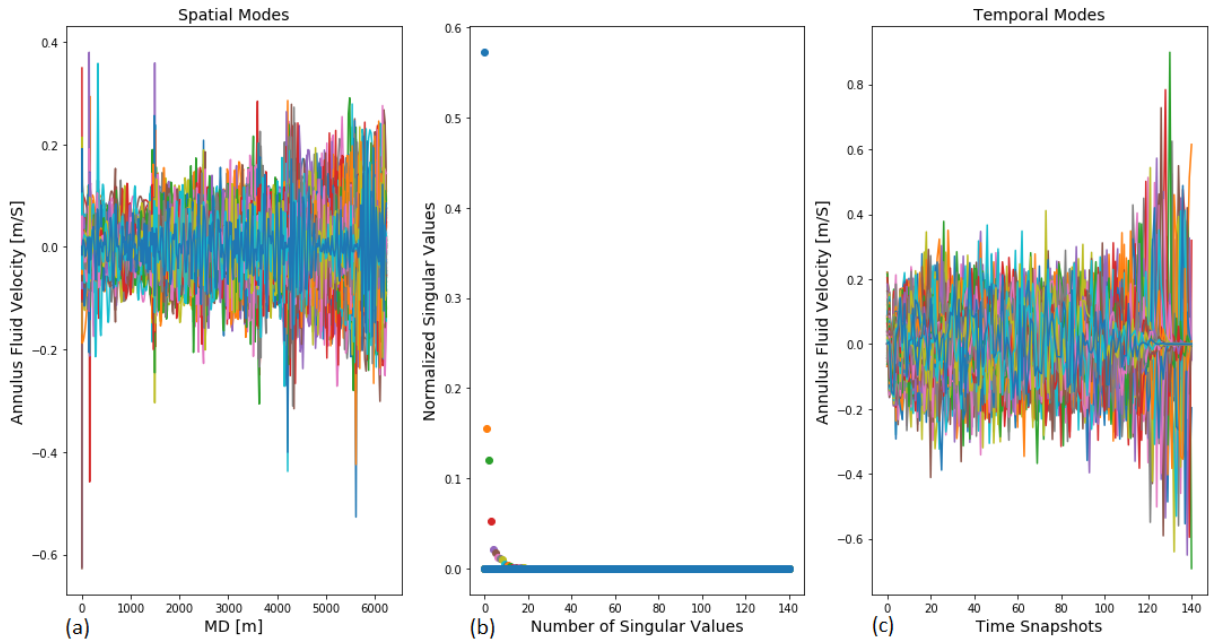 Spatial Modes
Annulus Fluid Velocity [m/S]
0.4
0.2
0.0
−0.2
−0.4
−0.6
0 1000 2000 3000 4000 5000 6000
(a) MD [m]
Normalized Singular Values
0.6
0.5
0.4
0.3
0.2
0.1
0.0
0 20 40 60 80 100 120 140
(b) Number of Singular Values
Temporal Modes
Annulus Fluid Velocity [m/S]
0.8
0.6
0.4
0.2
0.0
−0.2
−0.4
−0.6
0 20 40 60 80 100 120 140
(c) Time Snapshots